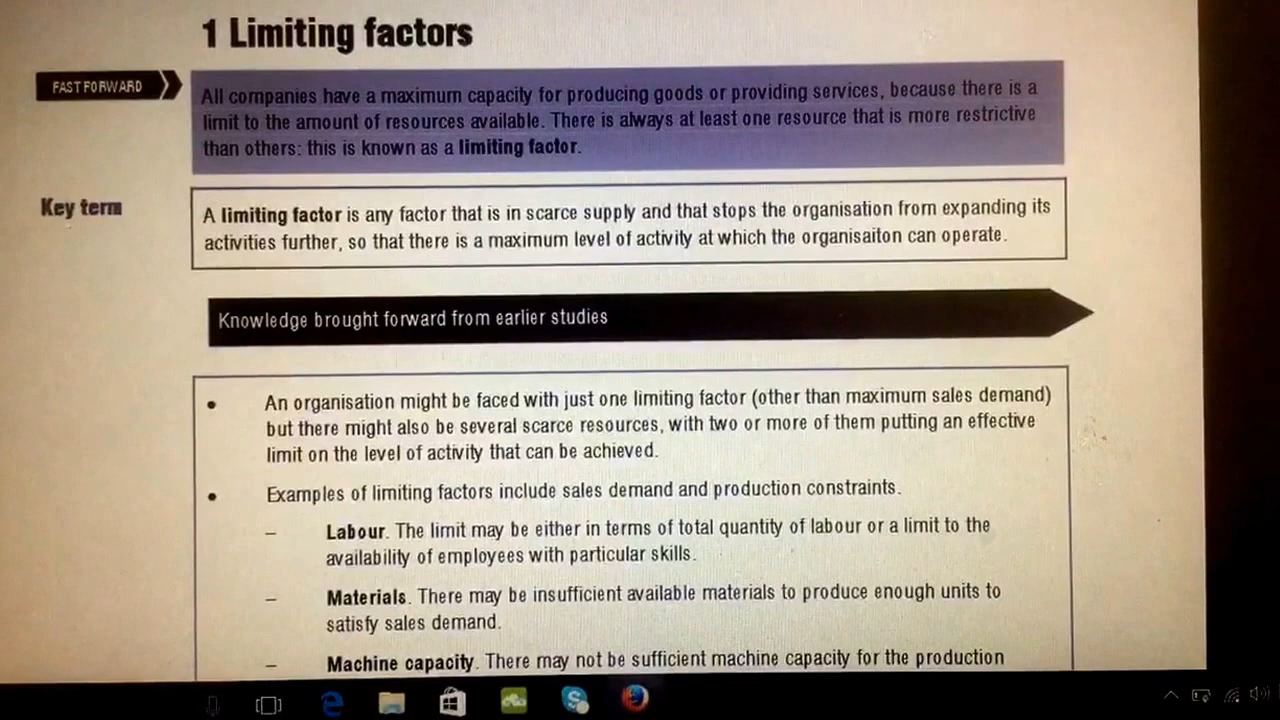 1 Limiting factors
FAST FORWARD
All companies have a maximum capacity for producing goods or providing services, because there is a
limit to the amount of resources available. There is always at least one resource that is more restrictive
than others: this is known as a limiting factor.
Key term
A limiting factor is any factor that is in scarce supply and that stops the organisation from expanding its
activities further, so that there is a maximum level of activity at which the organisaiton can operate.
Knowledge brought forward from earlier studies
• An organisation might be faced with just one limiting factor (other than maximum sales demand)
but there might also be several scarce resources, with two or more of them putting an effective
limit on the level of activity that can be achieved.
• Examples of limiting factors include sales demand and production constraints.
– Labour. The limit may be either in terms of total quantity of labour or a limit to the
availability of employees with particular skills.
– Materials. There may be insufficient available materials to produce enough units to
satisfy sales demand.
– Machine capacity. There may not be sufficient machine capacity for the production